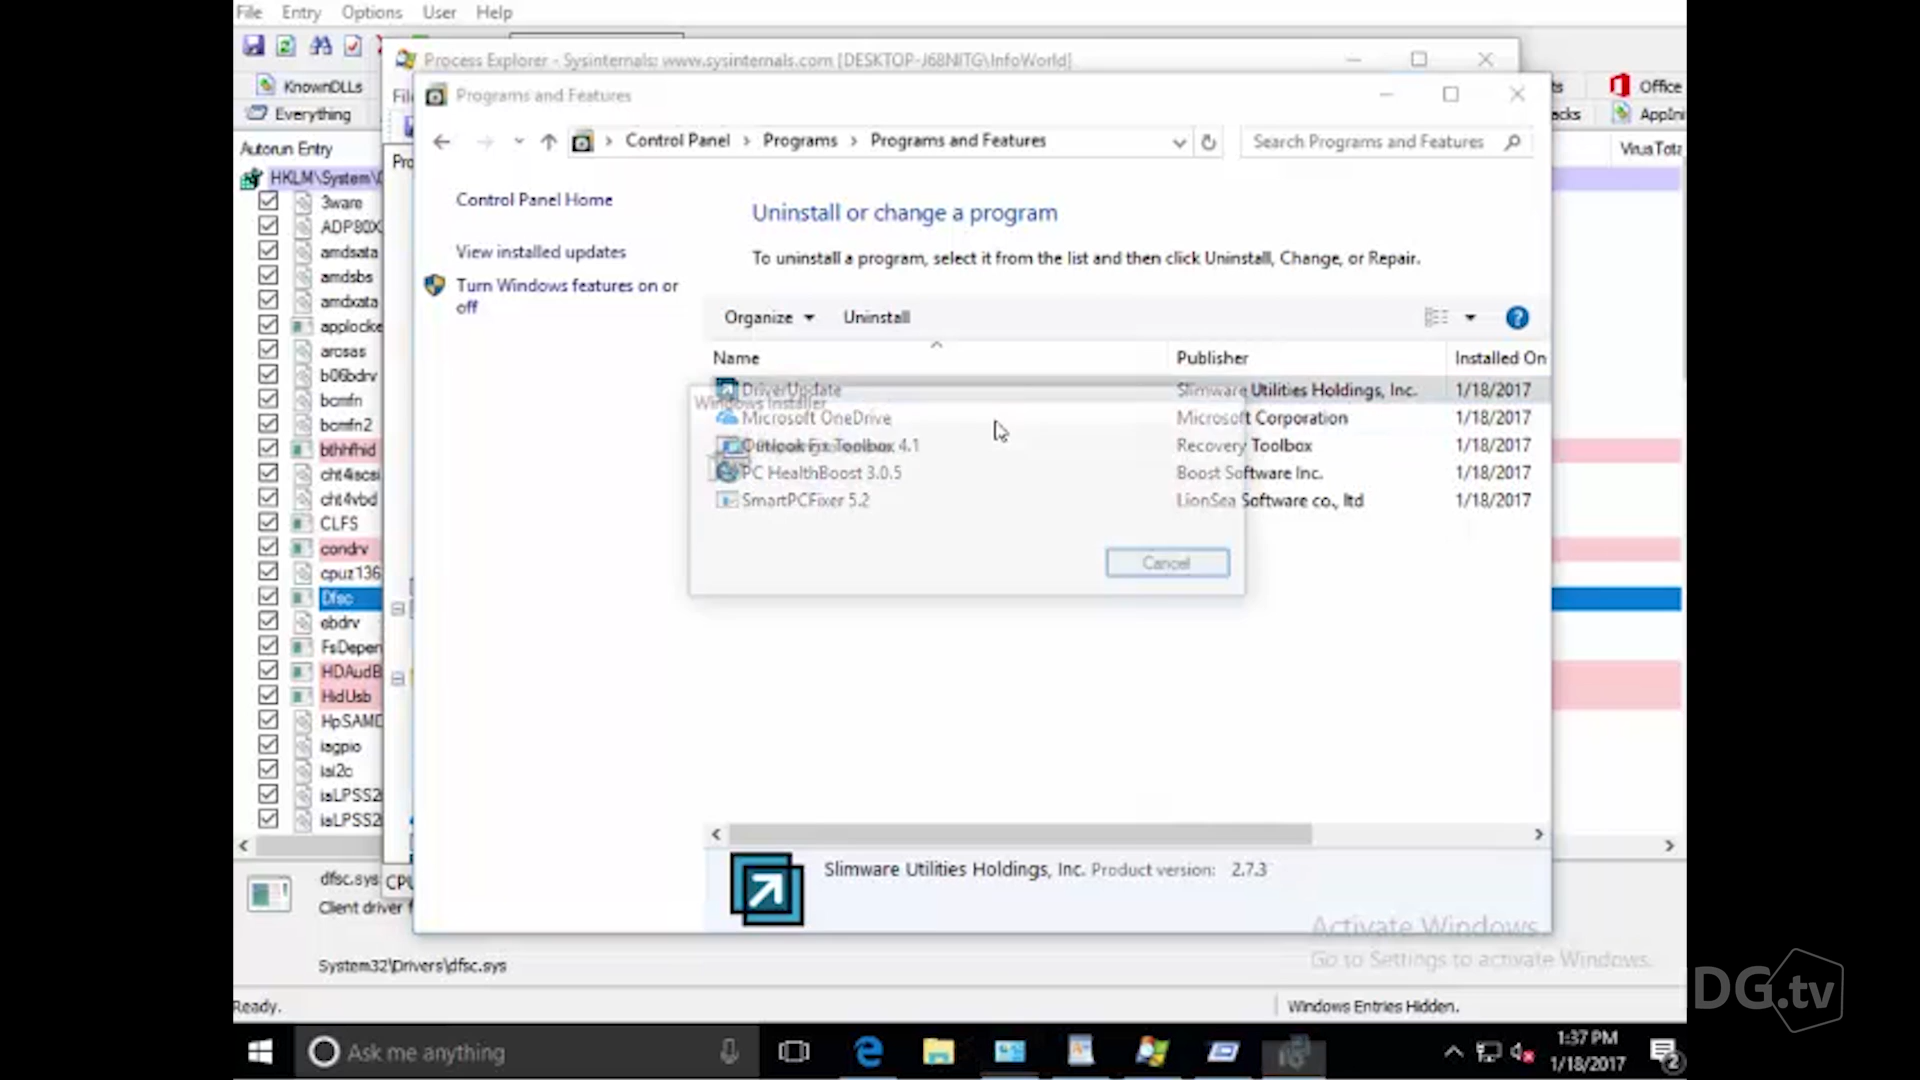 File Entry Options User Help
Process Explorer - Sysinternals: www.sysinternals.com [DESKTOP-J6BNITG\InfoWorld]
KnownDLLs
Office
Everything
AppIni
Fil
Programs and Features
Control Panel > Programs > Programs and Features
Search Programs and Features
Autorun Entry
Pro
VirusTota
HKLM\System\
3ware
ADP80X
amdsata
amdsbs
amdxata
applocke
arcsas
b06bdrv
bcmfn
bcmfn2
bthhfhid
cht4iscsi
cht4vbd
CLFS
condrv
cpuz136
Dfsc
ebdrv
FsDepen
HDAudB
HidUsb
HpSAMD
iagpio
iai2c
iaLPSS2
iaLPSS2
Control Panel Home
View installed updates
Turn Windows features on or
off
Uninstall or change a program
To uninstall a program, select it from the list and then click Uninstall, Change, or Repair.
Organize Uninstall
Name Publisher Installed On
DriverUpdate Slimware Utilities Holdings, Inc. 1/18/2017
Windows Installer
Microsoft OneDrive Microsoft Corporation 1/18/2017
Outlook Fix Toolbox 4.1 Recovery Toolbox 1/18/2017
PC HealthBoost 3.0.5 Boost Software Inc. 1/18/2017
SmartPCFixer 5.2 LionSea Software co., ltd 1/18/2017
Cancel
Slimware Utilities Holdings, Inc. Product version: 2.7.3
dfsc.sys
CPU
Client driver f
System32\Drivers\dfsc.sys
Activate Windows
Go to Settings to activate Windows.
Ready.
Windows Entries Hidden.
Ask me anything
1:37 PM
1/18/2017
2
IDG.tv